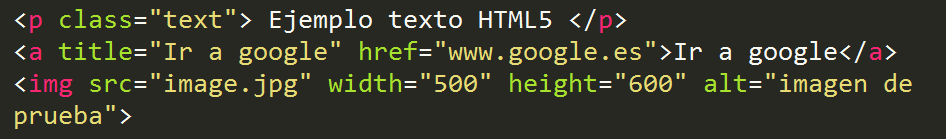 <p class="text"> Ejemplo texto HTML5 </p>
<a title="Ir a google" href="www.google.es">Ir a google</a>
<img src="image.jpg" width="500" height="600" alt="imagen de
prueba">